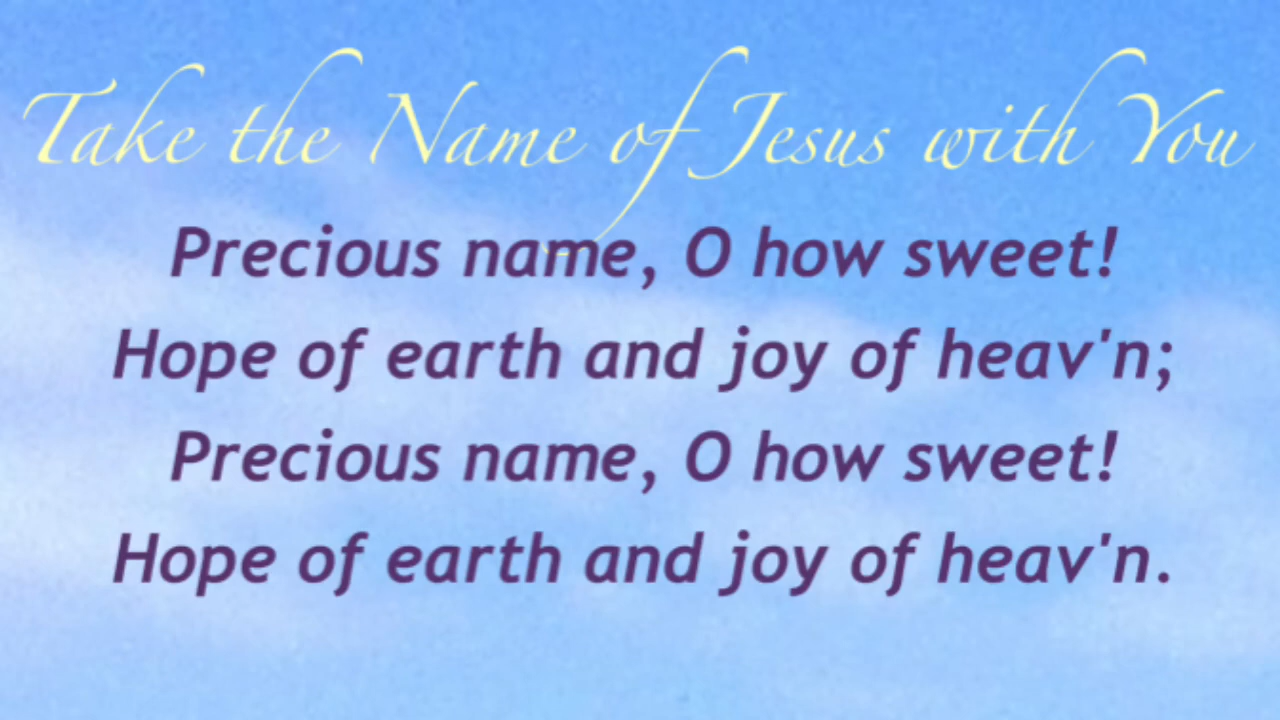 Take the Name of Jesus with You
Precious name, O how sweet!
Hope of earth and joy of heav'n;
Precious name, O how sweet!
Hope of earth and joy of heav'n.